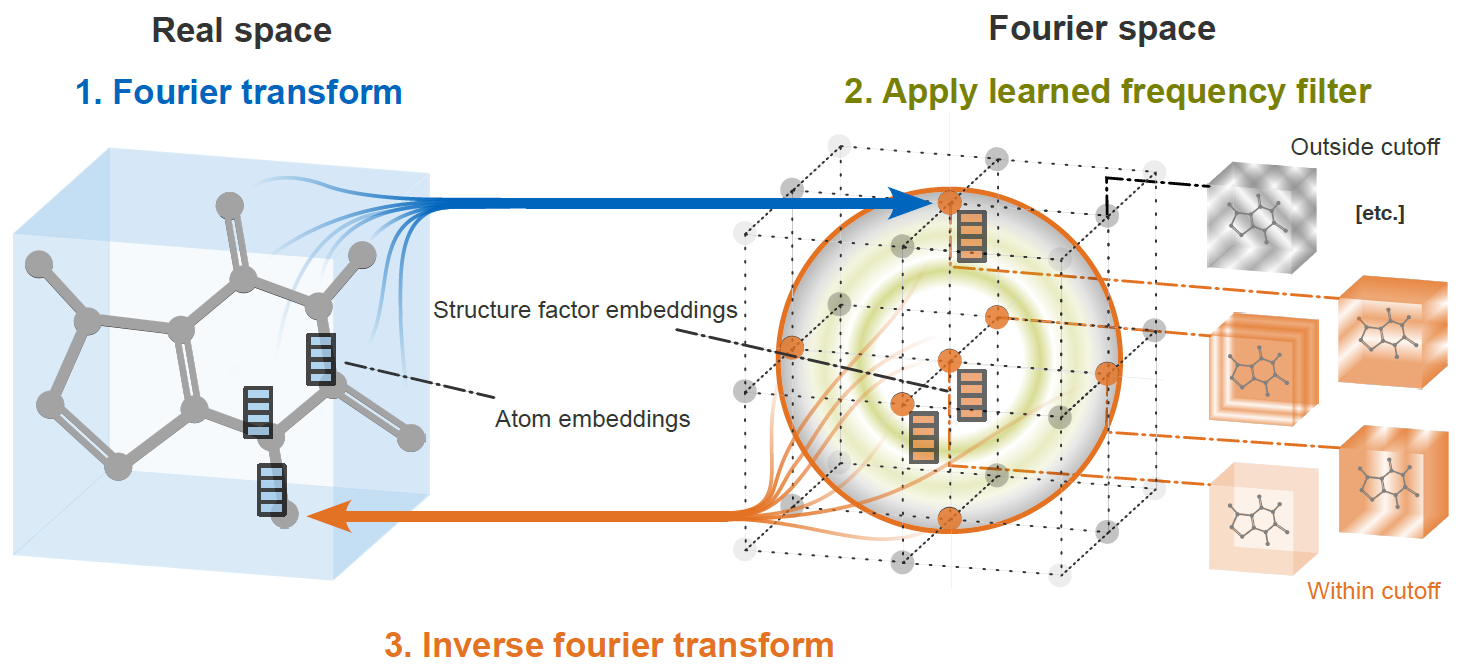 Real space
Fourier space
1. Fourier transform
2. Apply learned frequency filter
Outside cutoff
[etc.]
Structure factor embeddings
Atom embeddings
Within cutoff
3. Inverse fourier transform